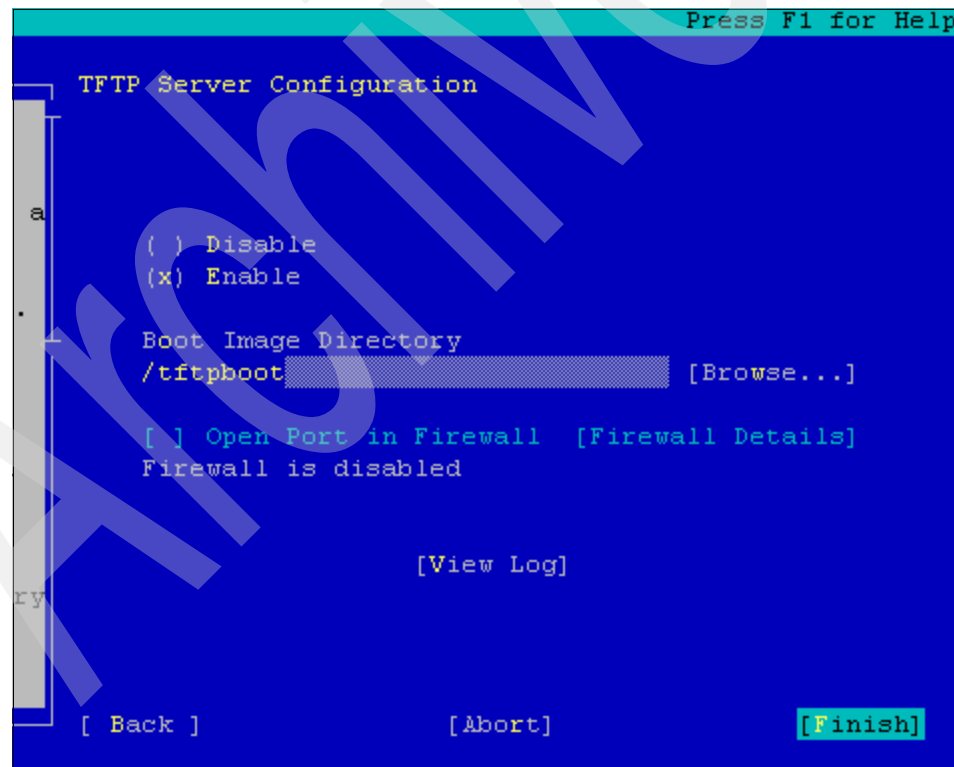 Press F1 for Help
TFTP Server Configuration
a
( ) Disable
(x) Enable
.
Boot Image Directory
/tftpboot [Browse...]
[ ] Open Port in Firewall [Firewall Details]
Firewall is disabled
[View Log]
ry
[ Back ] [Abort] [Finish]